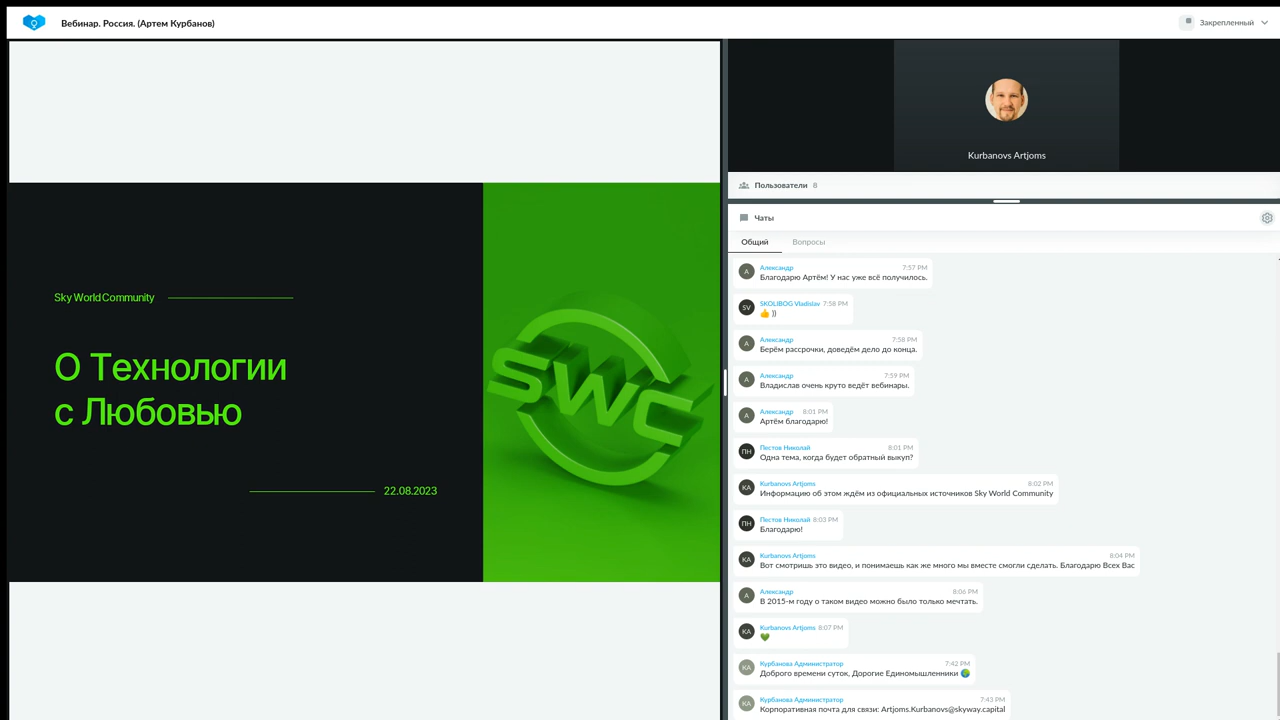 Вебинар. Россия. (Артем Курбанов)
Закрепленный
Sky World Community
О Технологии
с Любовью
22.08.2023
SWC
Kurbanovs Artjoms
Пользователи 8
Чаты
Общий Вопросы
А Александр 7:57 PM
Благодарю Артём! У нас уже всё получилось.
SV SKOLIBOG Vladislav 7:58 PM
👍 ))
А Александр 7:58 PM
Берём рассрочки, доведём дело до конца.
А Александр 7:59 PM
Владислав очень круто ведёт вебинары.
А Александр 8:01 PM
Артём благодарю!
ПН Пестов Николай 8:01 PM
Одна тема, когда будет обратный выкуп?
KA Kurbanovs Artjoms 8:02 PM
Информацию об этом ждём из официальных источников Sky World Community
ПН Пестов Николай 8:03 PM
Благодарю!
KA Kurbanovs Artjoms 8:04 PM
Вот смотришь это видео, и понимаешь как же много мы вместе смогли сделать. Благодарю Всех Вас
А Александр 8:06 PM
В 2015-м году о таком видео можно было только мечтать.
KA Kurbanovs Artjoms 8:07 PM
💚
КА Курбанова Администратор 7:42 PM
Доброго времени суток, Дорогие Единомышленники 🌍
КА Курбанова Администратор 7:43 PM
Корпоративная почта для связи: Artjoms.Kurbanovs@skyway.capital